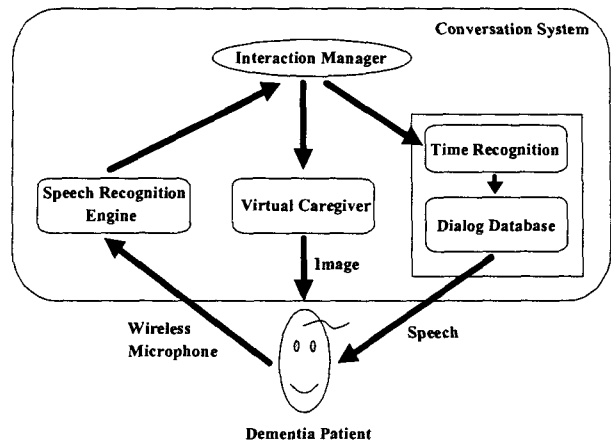 Conversation System
Interaction Manager
Time Recognition
Speech Recognition
Engine
Virtual Caregiver
Dialog Database
Image
Wireless
Microphone
Speech
Dementia Patient